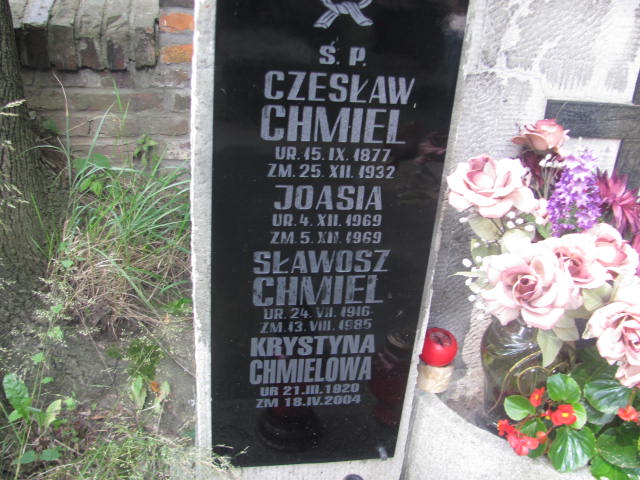 Ś. P.
CZESŁAW
CHMIEL
UR. 15. IX. 1877
ZM. 25. XII. 1932
JOASIA
UR. 4. XII. 1969
ZM. 5. XII. 1969
SŁAWOSZ
CHMIEL
UR. 24. VII. 1916
ZM. 13. VIII. 1985
KRYSTYNA
CHMIELOWA
UR 21.III.1920
ZM 18.IV.2004